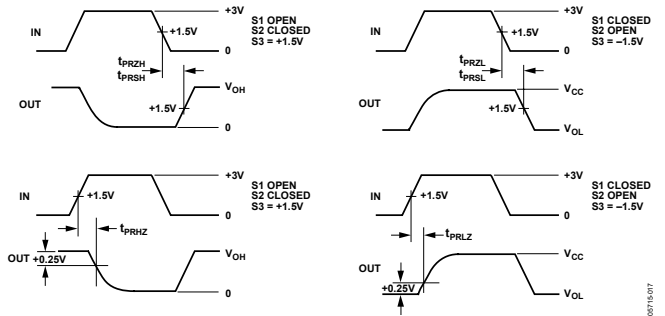 +3V
S1 OPEN
S2 CLOSED
S3 = +1.5V
IN
+1.5V
0
tPRZH
tPRSH
OUT
+1.5V
VOH
0
+3V
S1 CLOSED
S2 OPEN
S3 = –1.5V
IN
+1.5V
0
tPRZL
tPRSL
OUT
+1.5V
VCC
VOL
+3V
S1 OPEN
S2 CLOSED
S3 = +1.5V
IN
+1.5V
0
tPRHZ
OUT
+0.25V
VOH
0
+3V
S1 CLOSED
S2 OPEN
S3 = –1.5V
IN
+1.5V
0
tPRLZ
OUT
+0.25V
VCC
VOL
05715-017